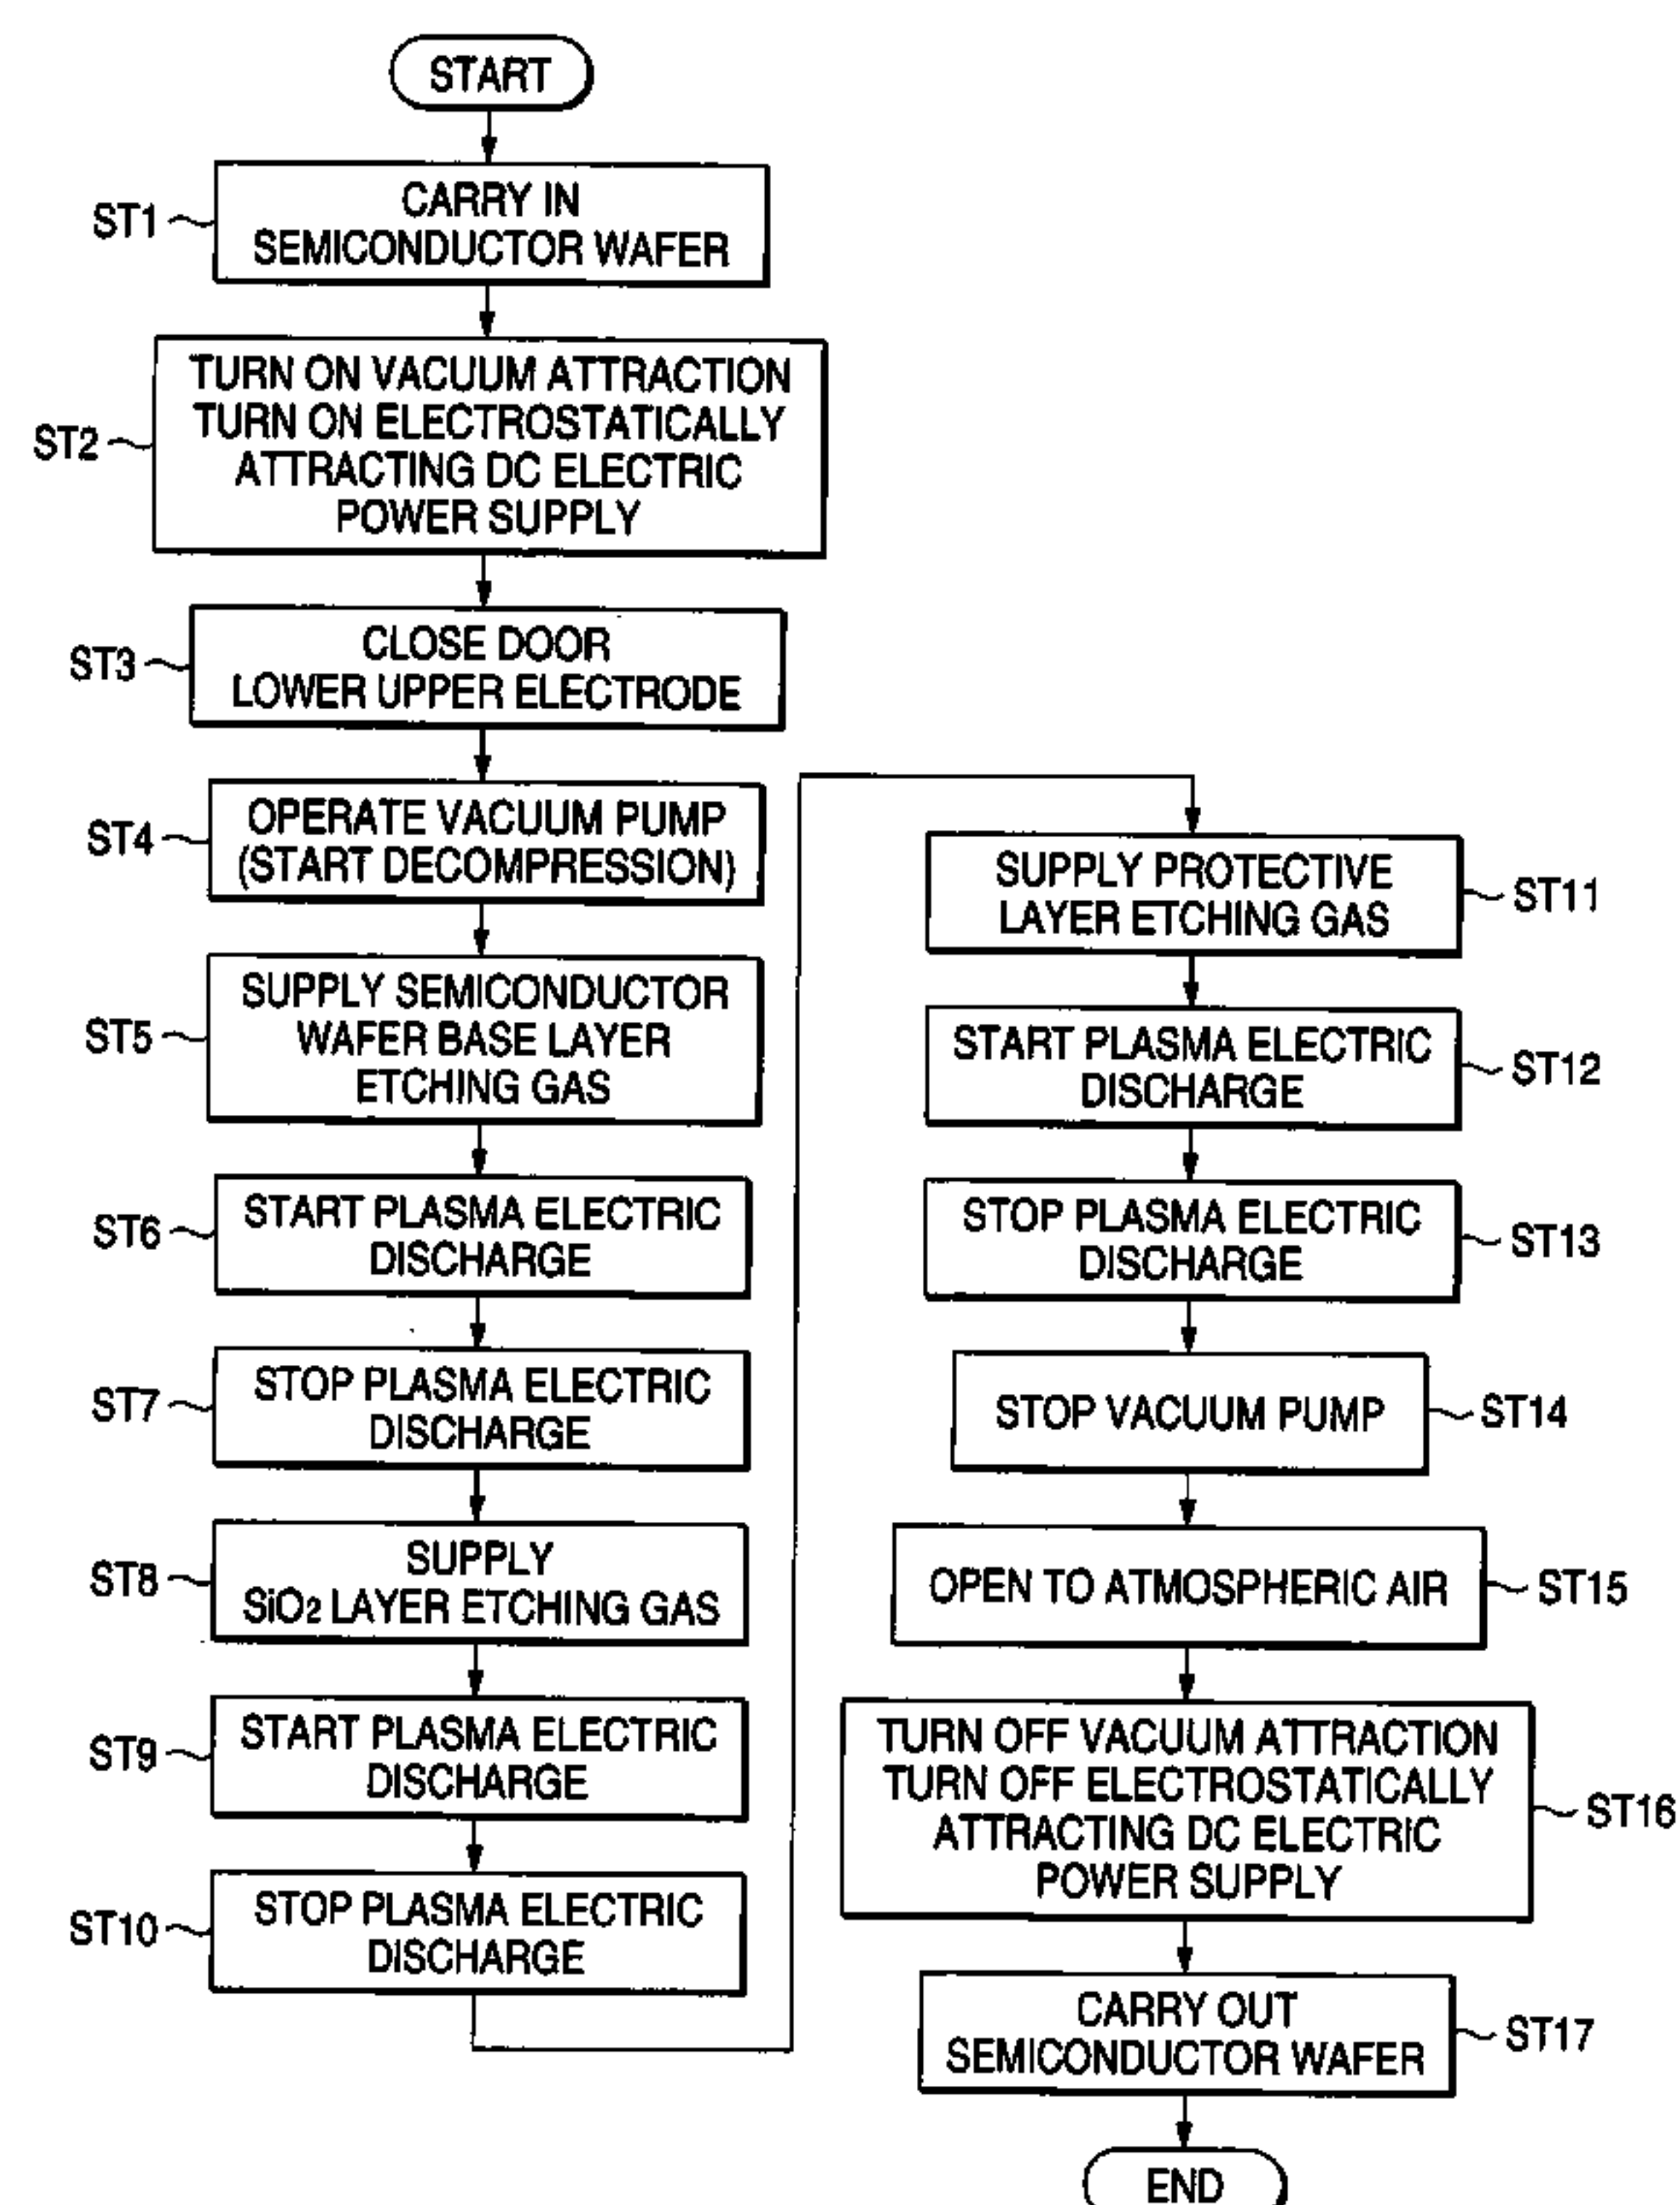 START
ST1
CARRY IN
SEMICONDUCTOR WAFER
ST2
TURN ON VACUUM ATTRACTION
TURN ON ELECTROSTATICALLY
ATTRACTING DC ELECTRIC
POWER SUPPLY
ST3
CLOSE DOOR
LOWER UPPER ELECTRODE
ST4
OPERATE VACUUM PUMP
(START DECOMPRESSION)
ST5
SUPPLY SEMICONDUCTOR
WAFER BASE LAYER
ETCHING GAS
ST6
START PLASMA ELECTRIC
DISCHARGE
ST7
STOP PLASMA ELECTRIC
DISCHARGE
ST8
SUPPLY
SiO2 LAYER ETCHING GAS
ST9
START PLASMA ELECTRIC
DISCHARGE
ST10
STOP PLASMA ELECTRIC
DISCHARGE
SUPPLY PROTECTIVE
LAYER ETCHING GAS
ST11
START PLASMA ELECTRIC
DISCHARGE
ST12
STOP PLASMA ELECTRIC
DISCHARGE
ST13
STOP VACUUM PUMP
ST14
OPEN TO ATMOSPHERIC AIR
ST15
TURN OFF VACUUM ATTRACTION
TURN OFF ELECTROSTATICALLY
ATTRACTING DC ELECTRIC
POWER SUPPLY
ST16
CARRY OUT
SEMICONDUCTOR WAFER
ST17
END